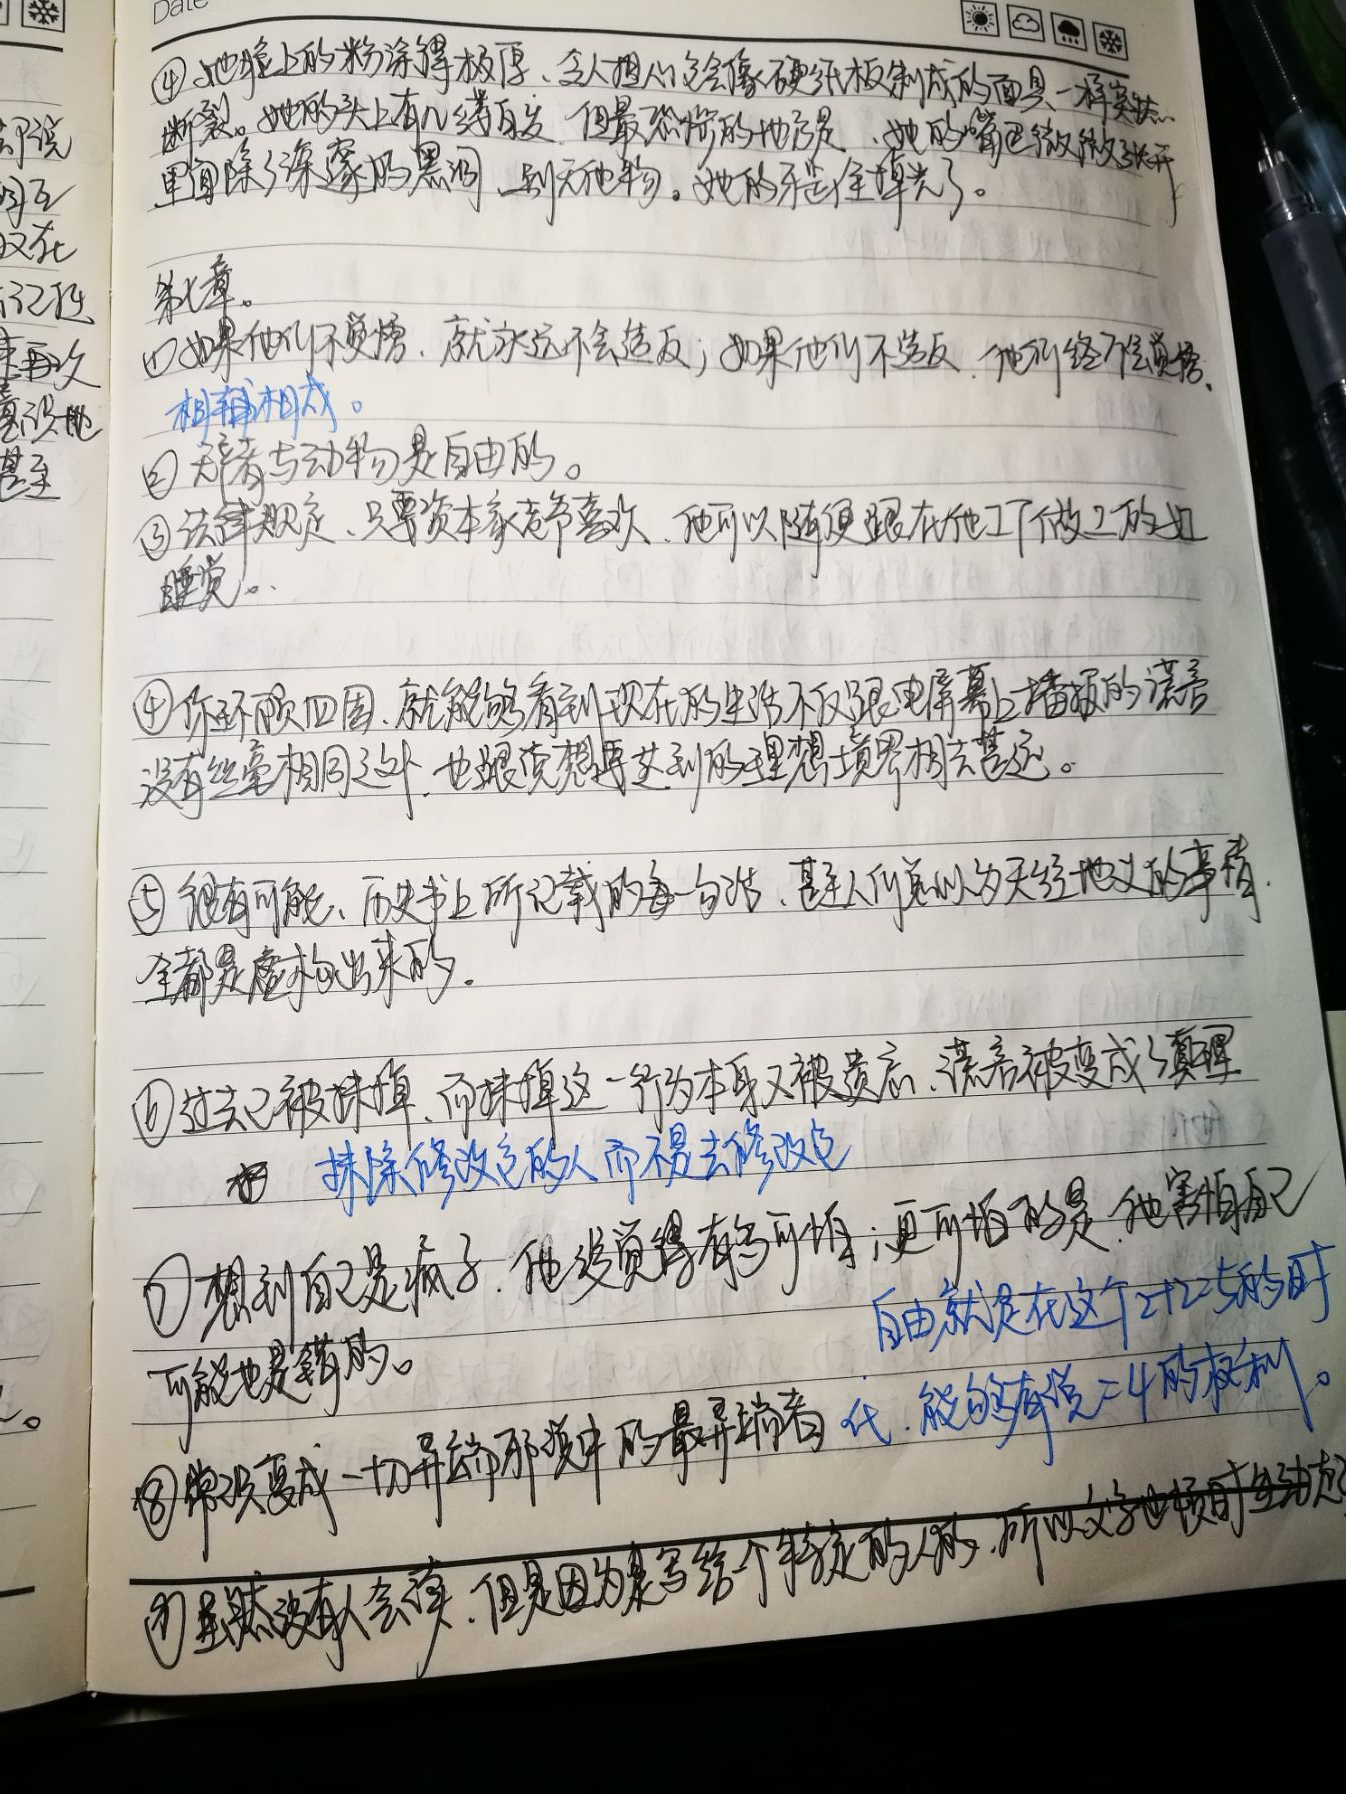 Date
④ 她脸上的粉涂得极厚、令人担心它会像硬纸板制成的面具一样突然
断裂。她的头上有几缕白发 但最恐怖的地方是、她的嘴巴微微张开
里面除了深邃的黑洞 别无他物。她的牙全掉光了。
第七章。
①如果他们不觉悟、就永远不会造反；如果他们不造反、他们终不会觉悟、
相辅相成。
② 无产者与动物是自由的。
③ 法律规定、只要资本家老爷喜欢、他可以随便跟在他工厂做工的女工
睡觉。
④ 你环顾四周、就能够看到现在的生活不仅跟电屏幕上播报的谎言
没有丝毫相同之处、也跟党想要达到的理想境界相去甚远。
⑤ 很有可能、历史书上所记载的每一句话、甚至人们以为天经地义的事情
全都是虚构出来的。
⑥过去已被抹掉、而抹掉这一行为本身又被遗忘、谎言被变成了真理
抹除修改它的人而不是去修改它
⑦ 想到自己是疯子、他没觉得有多可怕；更可怕的是、他害怕自己
自由就是在这个2+2=5的时
可能也是错的。
代、能够有说=4的权利。
⑧常识变成一切异端邪说中的最异端者
⑨虽然没有人会读、但是因为是写给一个特定的人的、所以文字也顿时生动起
都说
又在
来再次
甚至